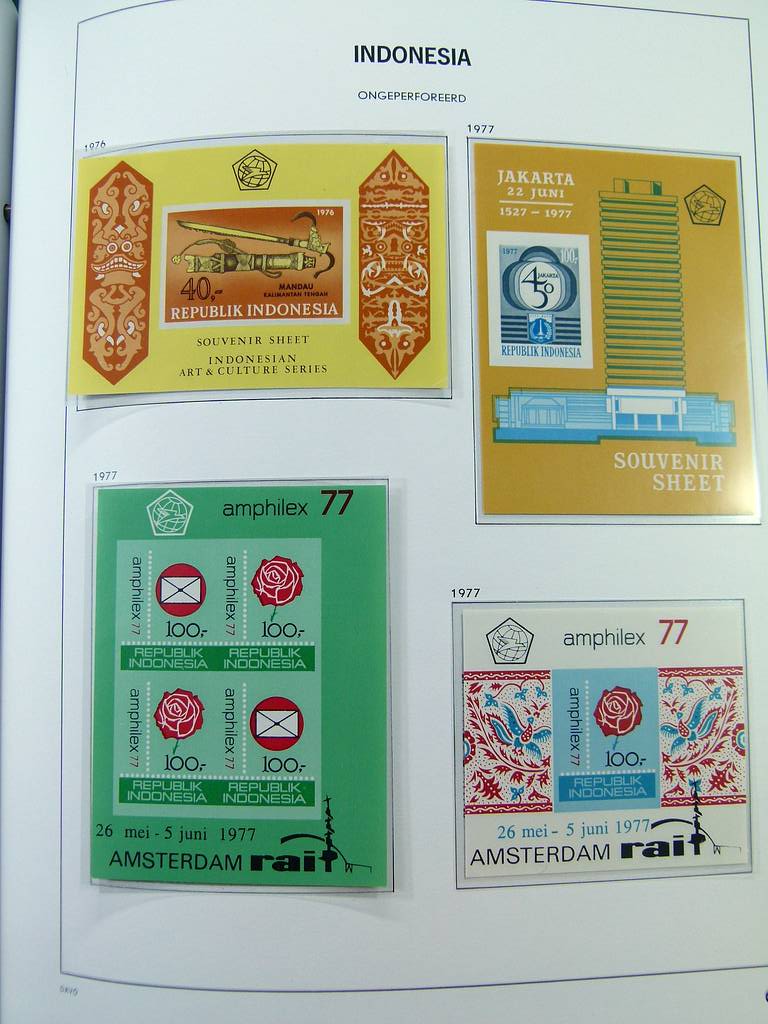 INDONESIA
ONGEPERFOREERD
1976
1976
40,-
MANDAU
KALIMANTAN TENGAH
REPUBLIK INDONESIA
SOUVENIR SHEET
INDONESIAN
ART & CULTURE SERIES
1977
JAKARTA
22 JUNI
1527 – 1977
1977
100,-
JAKARTA
450
REPUBLIK INDONESIA
SOUVENIR
SHEET
1977
amphilex 77
amphilex 77
100,-
amphilex 77
100,-
REPUBLIK
INDONESIA
REPUBLIK
INDONESIA
amphilex 77
100,-
amphilex 77
100,-
REPUBLIK
INDONESIA
REPUBLIK
INDONESIA
26 mei - 5 juni 1977
AMSTERDAM rai
1977
amphilex 77
amphilex 77
100,-
REPUBLIK
INDONESIA
26 mei - 5 juni 1977
AMSTERDAM rai